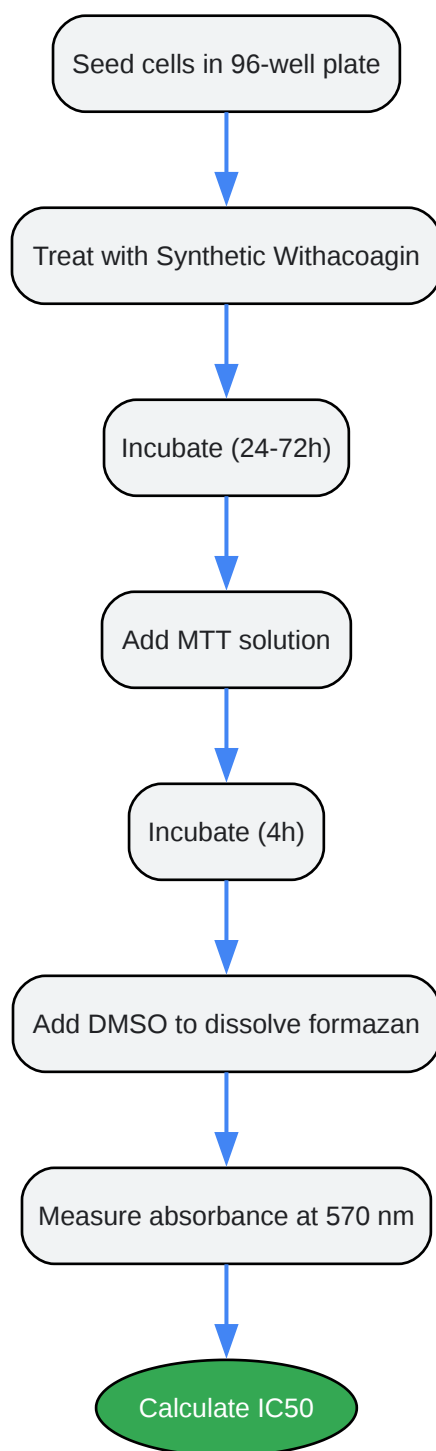 Seed cells in 96-well plate
Treat with Synthetic Withacoagin
Incubate (24-72h)
Add MTT solution
Incubate (4h)
Add DMSO to dissolve formazan
Measure absorbance at 570 nm
Calculate IC50